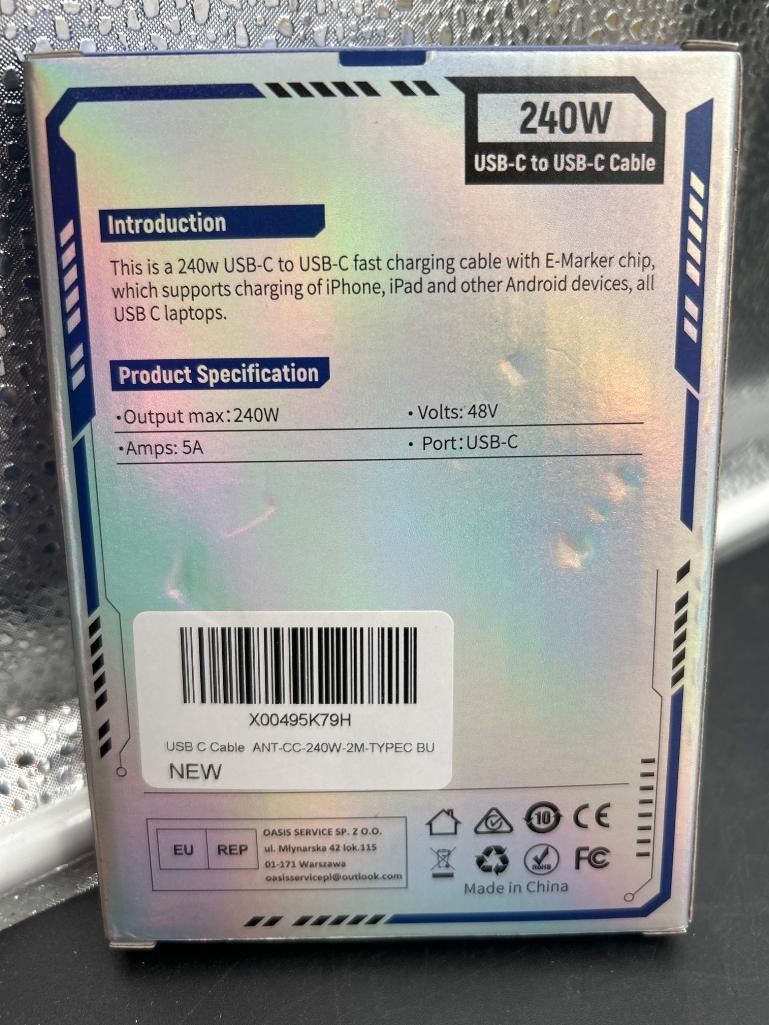 240W
USB-C to USB-C Cable
Introduction
This is a 240w USB-C to USB-C fast charging cable with E-Marker chip,
which supports charging of iPhone, iPad and other Android devices, all
USB C laptops.
Product Specification
•Output max:240W
• Volts: 48V
•Amps: 5A
• Port:USB-C
X00495K79H
USB C Cable ANT-CC-240W-2M-TYPEC BU
NEW
EU REP
OASIS SERVICE SP. Z O.O.
ul. Młynarska 42 lok.115
01-171 Warszawa
oasisservicepl@outlook.com
10
CE
RoHS
FC
Made in China